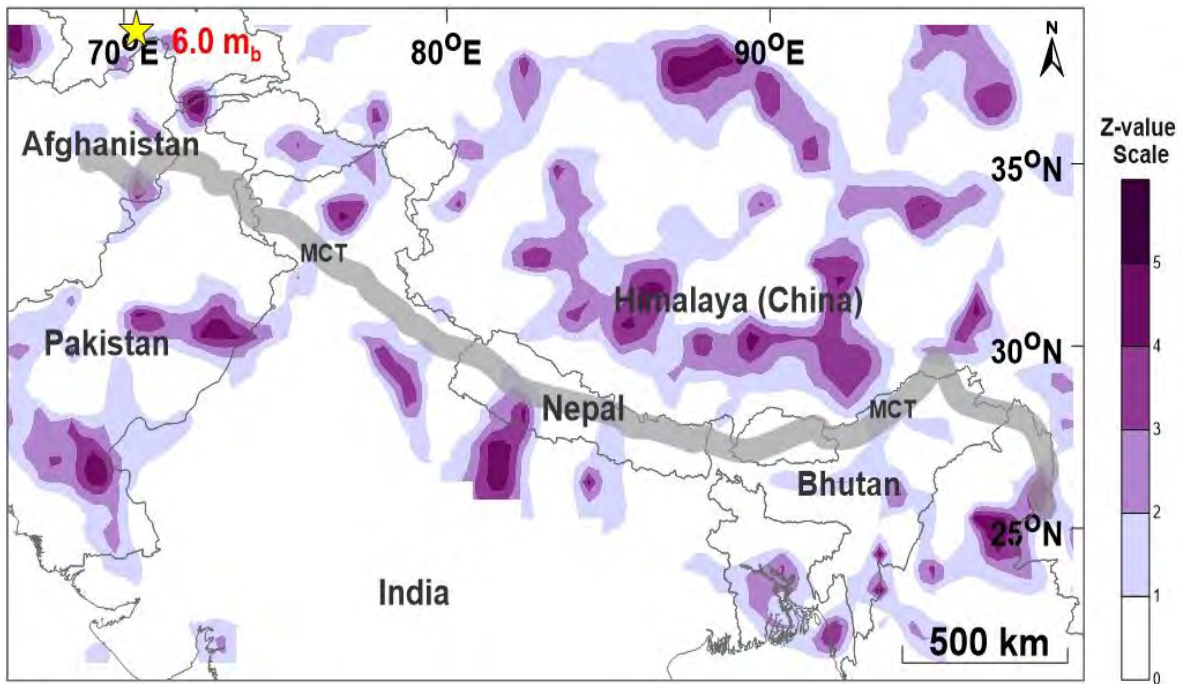 70°E
6.0 m_b
80°E
90°E
N
Z-value
Scale
Afghanistan
35°N
MCT
5
Himalaya (China)
Pakistan
30°N
4
Nepal
MCT
3
Bhutan
2
25°N
India
1
500 km
0